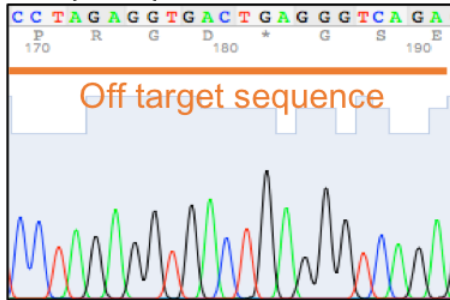 C C T A G A G G T G A C T G A G G G T C A G A
P R G D * G S E
170 180 190
Off target sequence